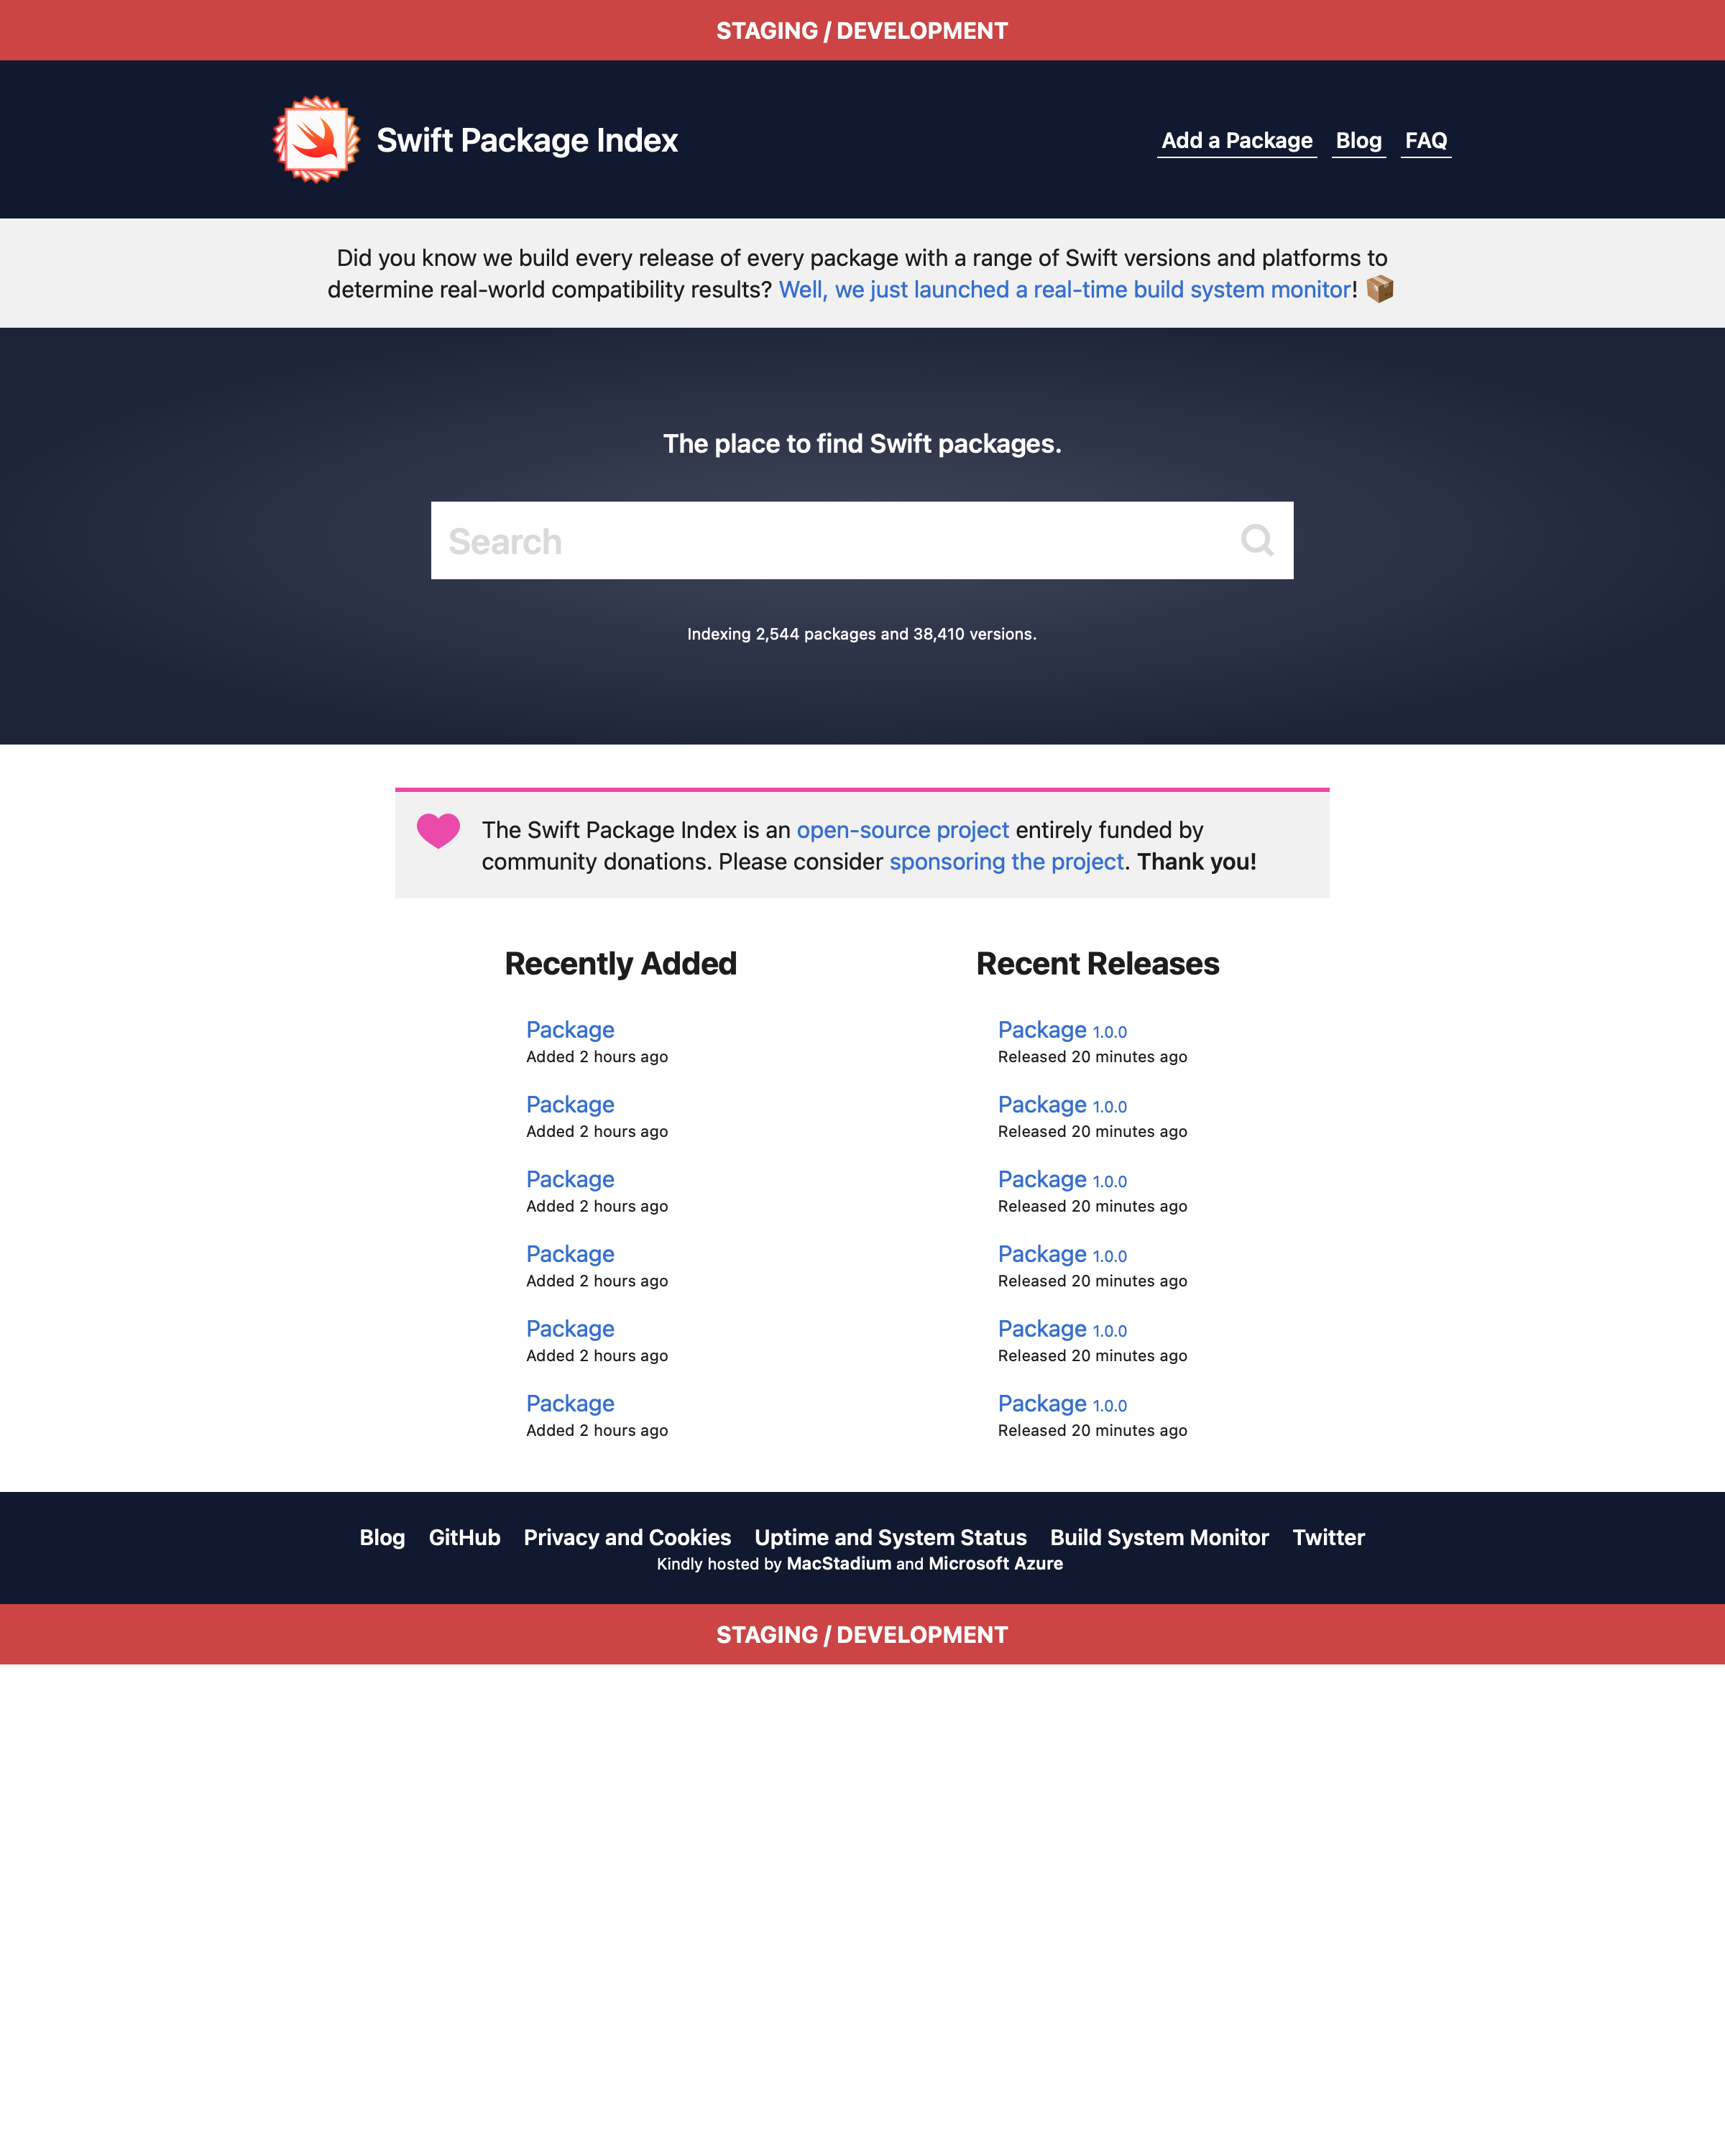 STAGING / DEVELOPMENT
Swift Package Index
Add a Package Blog FAQ
Did you know we build every release of every package with a range of Swift versions and platforms to
determine real-world compatibility results? Well, we just launched a real-time build system monitor! 📦
The place to find Swift packages.
Search
Indexing 2,544 packages and 38,410 versions.
The Swift Package Index is an open-source project entirely funded by
community donations. Please consider sponsoring the project. Thank you!
Recently Added
Package
Added 2 hours ago
Package
Added 2 hours ago
Package
Added 2 hours ago
Package
Added 2 hours ago
Package
Added 2 hours ago
Package
Added 2 hours ago
Recent Releases
Package 1.0.0
Released 20 minutes ago
Package 1.0.0
Released 20 minutes ago
Package 1.0.0
Released 20 minutes ago
Package 1.0.0
Released 20 minutes ago
Package 1.0.0
Released 20 minutes ago
Package 1.0.0
Released 20 minutes ago
Blog GitHub Privacy and Cookies Uptime and System Status Build System Monitor Twitter
Kindly hosted by MacStadium and Microsoft Azure
STAGING / DEVELOPMENT